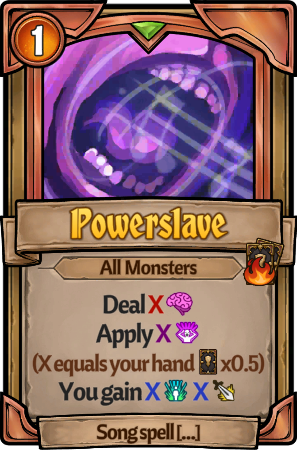 1
Powerslave
All Monsters
Deal X
Apply X
(X equals your hand x0.5)
You gain X X
Song spell [...]